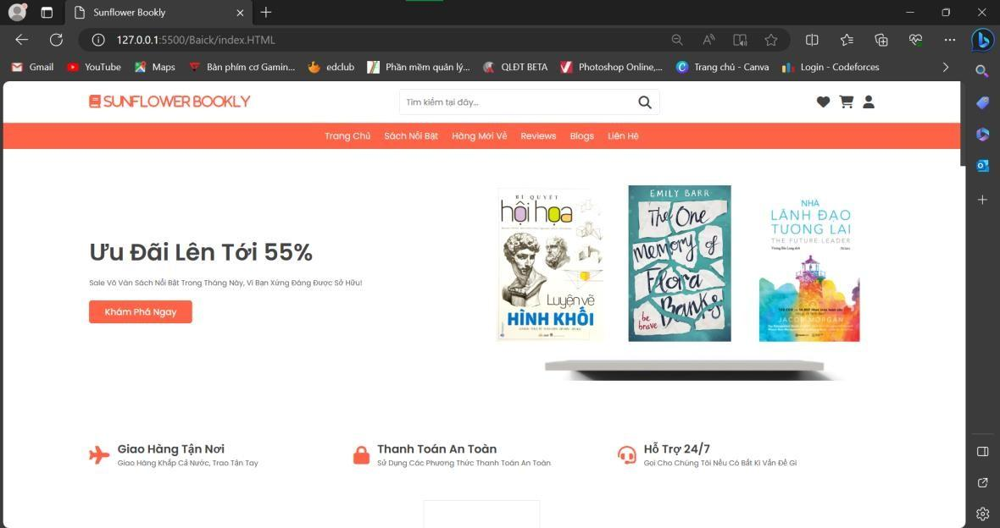 Sunflower Bookly
127.0.0.1:5500/Baick/index.HTML
Gmail YouTube Maps Bàn phím cơ Gamin... edclub Phần mềm quản lý... QLĐT BETA Photoshop Online,... Trang chủ - Canva Login - Codeforces
SUNFLOWER BOOKLY
Tìm kiếm tại đây...
Trang Chủ Sách Nổi Bật Hàng Mới Về Reviews Blogs Liên Hệ
Ưu Đãi Lên Tới 55%
Sale Vô Vàn Sách Nổi Bật Trong Tháng Này, Vì Bạn Xứng Đáng Được Sở Hữu!
Khám Phá Ngay
BÍ QUYẾT
hội họa
Luyện vẽ
HÌNH KHỐI
EMILY BARR
The One
Memory of
Flora
Banks
be
brave
NHÀ
LÃNH ĐẠO
TƯƠNG LAI
THE FUTURE LEADER
JACOB MORGAN
Giao Hàng Tận Nơi
Giao Hàng Khắp Cả Nước, Trao Tận Tay
Thanh Toán An Toàn
Sử Dụng Các Phương Thức Thanh Toán An Toàn
Hỗ Trợ 24/7
Gọi Cho Chúng Tôi Nếu Có Bất Kì Vấn Đề Gì